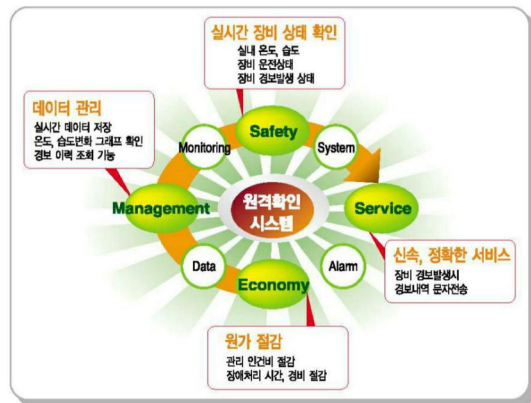 실시간 장비 상태 확인
실내 온도, 습도
장비 운전상태
장비 경보발생 상태
데이터 관리
실시간 데이터 저장
온도, 습도변화 그래프 확인
경보 이력 조회 기능
Monitoring
Safety
System
Management
원격확인
시스템
Service
Data
Economy
Alarm
신속, 정확한 서비스
장비 경보발생시
경보내역 문자전송
원가 절감
관리 인건비 절감
장애처리 시간, 경비 절감